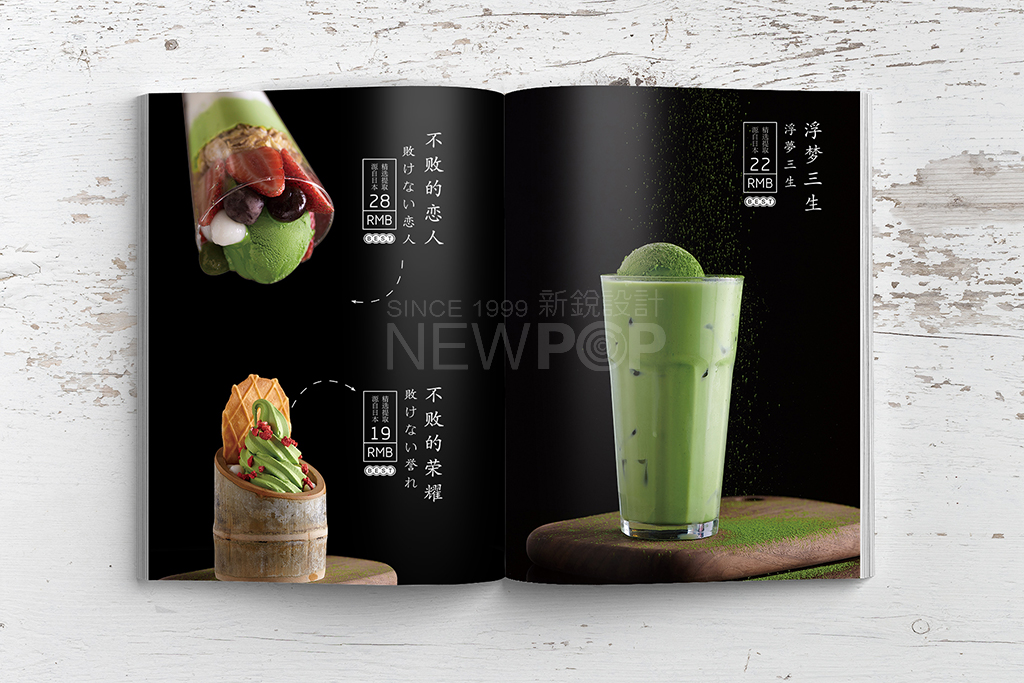 不败的恋人
敗けない恋人
精选提取
源自日本
28
RMB
BEST
不败的荣耀
敗けない誉れ
精选提取
源自日本
19
RMB
BEST
浮梦三生
浮夢三生
精选提取
源自日本
22
RMB
BEST
SINCE 1999 新銳設計
NEWPOP